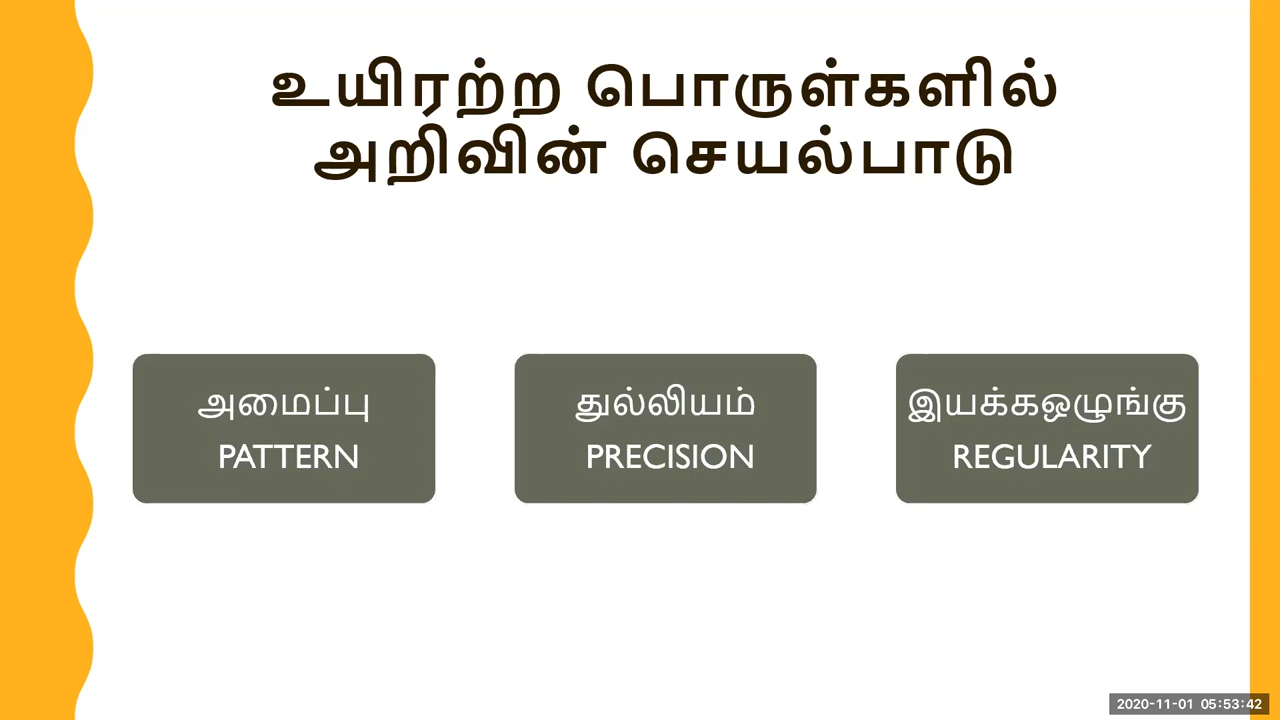 உயிரற்ற பொருள்களில்
அறிவின் செயல்பாடு
அமைப்பு
PATTERN
துல்லியம்
PRECISION
இயக்கஒழுங்கு
REGULARITY
2020-11-01 05:53:42